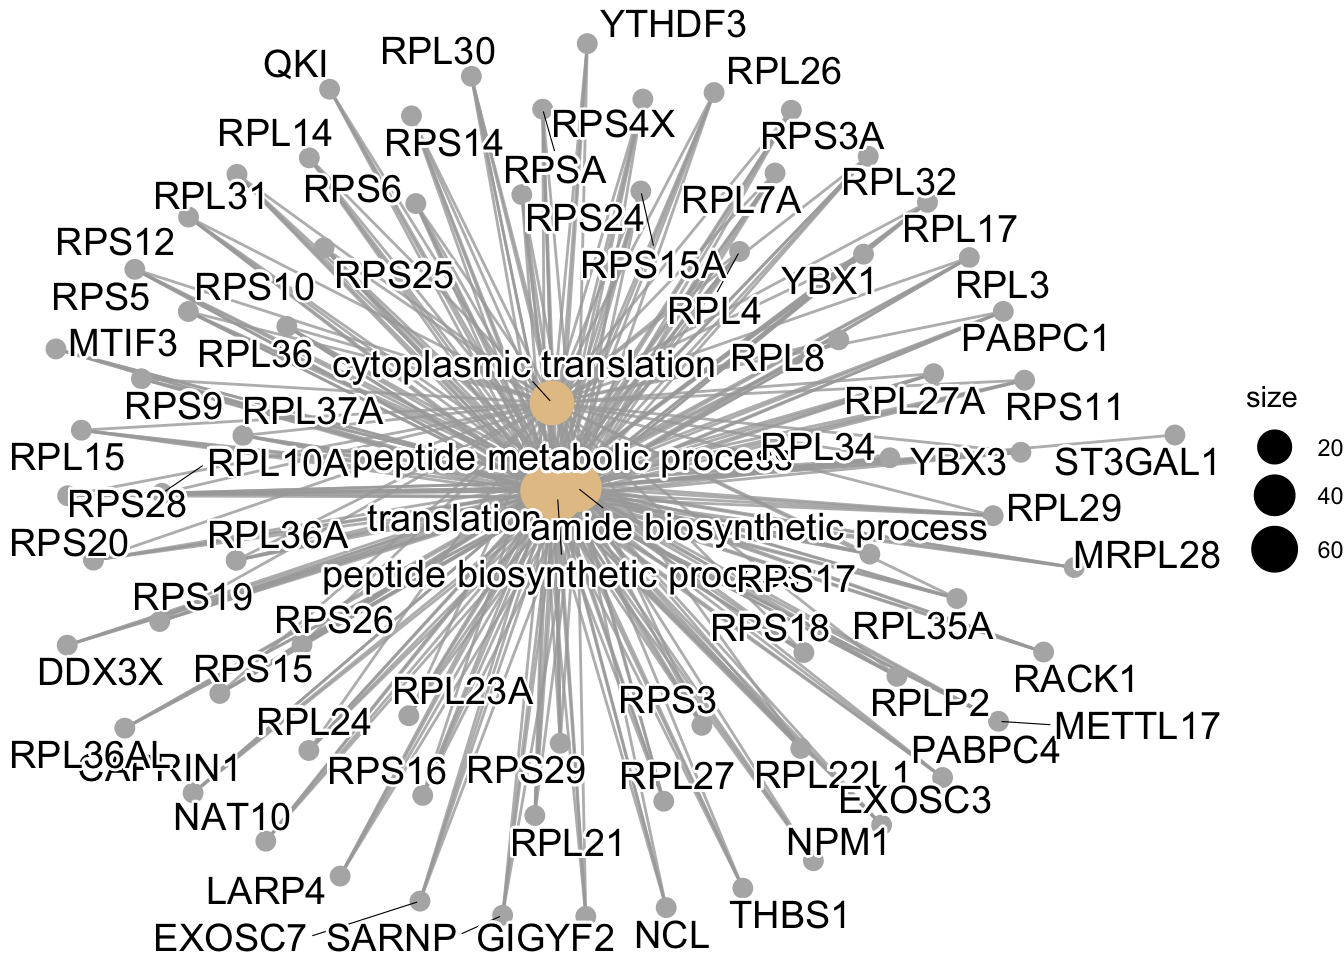 YTHDF3
RPL30
QKI
RPL26
RPS4X
RPL14
RPS14
RPS3A
RPSA
RPL32
RPL31
RPS6
RPL7A
RPS24
RPL17
RPS12
RPS15A
RPS25
YBX1
RPS10
RPL3
RPS5
RPL4
PABPC1
MTIF3
RPL36
cytoplasmic translation
RPL8
RPS9
RPL37A
RPL27A
RPS11
size
RPL34
20
RPL15
RPL10A
peptide metabolic process
YBX3
ST3GAL1
40
RPS28
RPL29
translation
amide biosynthetic process
RPS20
RPL36A
60
MRPL28
peptide biosynthetic process
RPS17
RPS19
RPS26
RPS18
RPL35A
DDX3X
RPS15
RACK1
RPL23A
RPS3
RPLP2
RPL24
METTL17
RPL36AL
PABPC4
CAPRIN1
RPS16
RPS29
RPL27
RPL22L1
EXOSC3
NAT10
RPL21
NPM1
LARP4
THBS1
EXOSC7
SARNP
GIGYF2
NCL